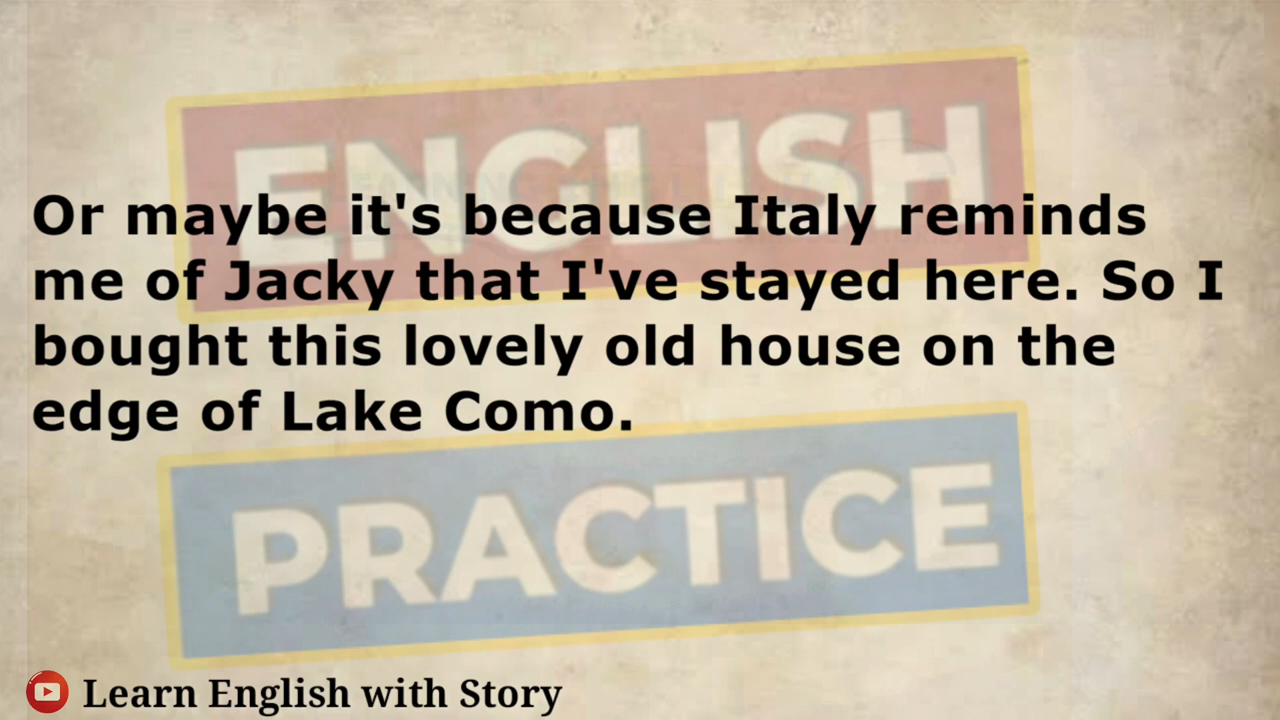 ENGLISH
Or maybe it's because Italy reminds
me of Jacky that I've stayed here. So I
bought this lovely old house on the
edge of Lake Como.
PRACTICE
Learn English with Story